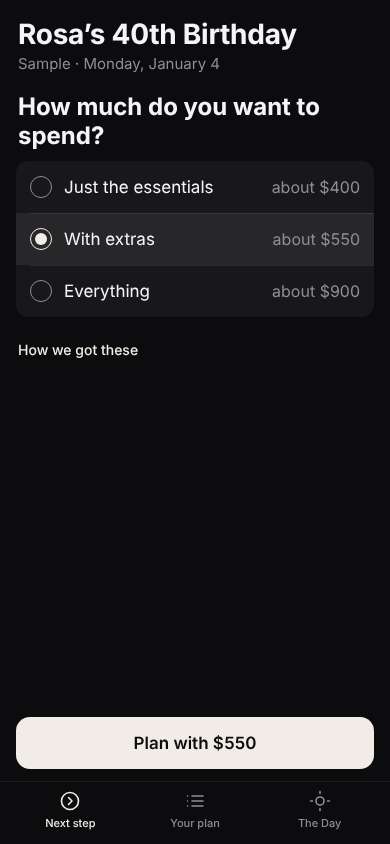 Rosa’s 40th Birthday
Sample · Monday, January 4
How much do you want to
spend?
Just the essentials about $400
With extras about $550
Everything about $900
How we got these
Plan with $550
Next step Your plan The Day